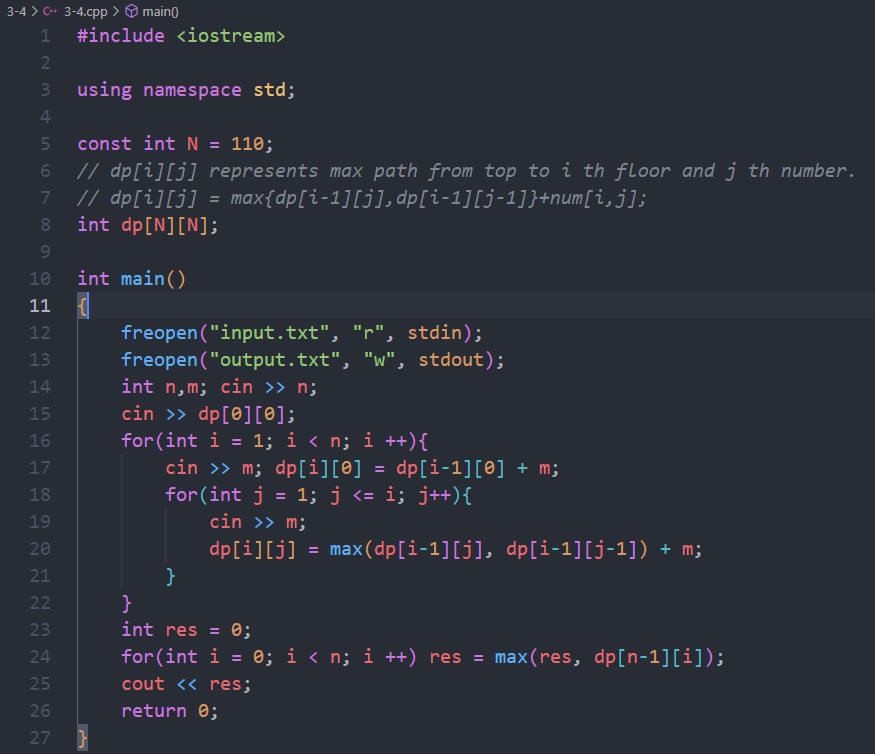 3-4 > C++ 3-4.cpp > main()
1 #include <iostream>
2
3 using namespace std;
4
5 const int N = 110;
6 // dp[i][j] represents max path from top to i th floor and j th number.
7 // dp[i][j] = max{dp[i-1][j],dp[i-1][j-1]}+num[i,j];
8 int dp[N][N];
9
10 int main()
11 {
12     freopen("input.txt", "r", stdin);
13     freopen("output.txt", "w", stdout);
14     int n,m; cin >> n;
15     cin >> dp[0][0];
16     for(int i = 1; i < n; i ++){
17         cin >> m; dp[i][0] = dp[i-1][0] + m;
18         for(int j = 1; j <= i; j++){
19             cin >> m;
20             dp[i][j] = max(dp[i-1][j], dp[i-1][j-1]) + m;
21         }
22     }
23     int res = 0;
24     for(int i = 0; i < n; i ++) res = max(res, dp[n-1][i]);
25     cout << res;
26     return 0;
27 }